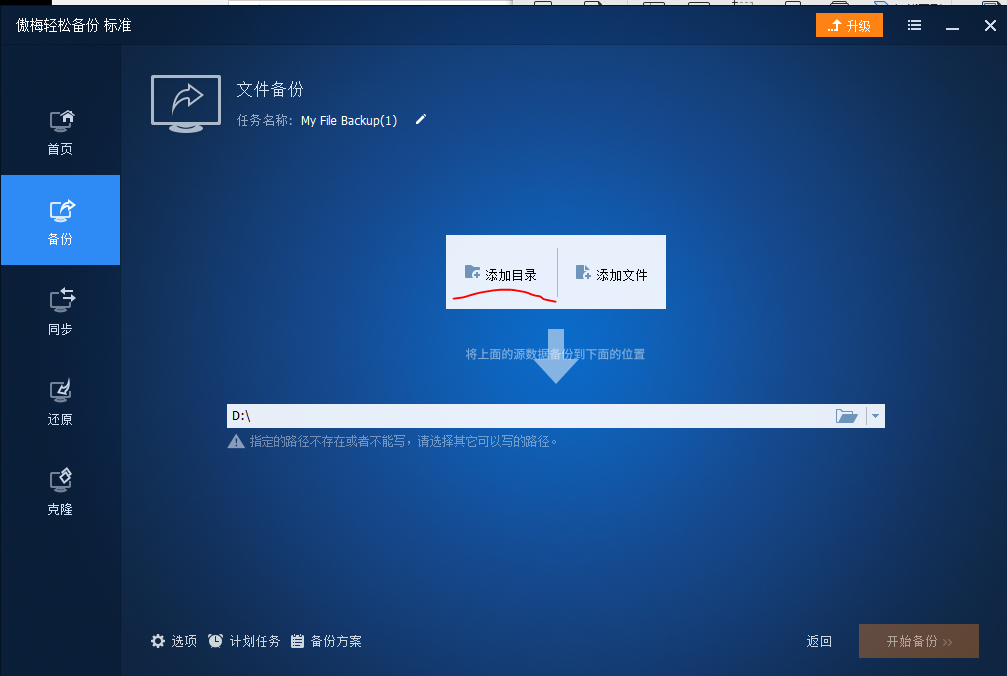 傲梅轻松备份 标准
升级
首页
备份
同步
还原
克隆
文件备份
任务名称: My File Backup(1)
添加目录
添加文件
将上面的源数据备份到下面的位置
D:\
指定的路径不存在或者不能写，请选择其它可以写的路径。
选项
计划任务
备份方案
返回
开始备份 >>